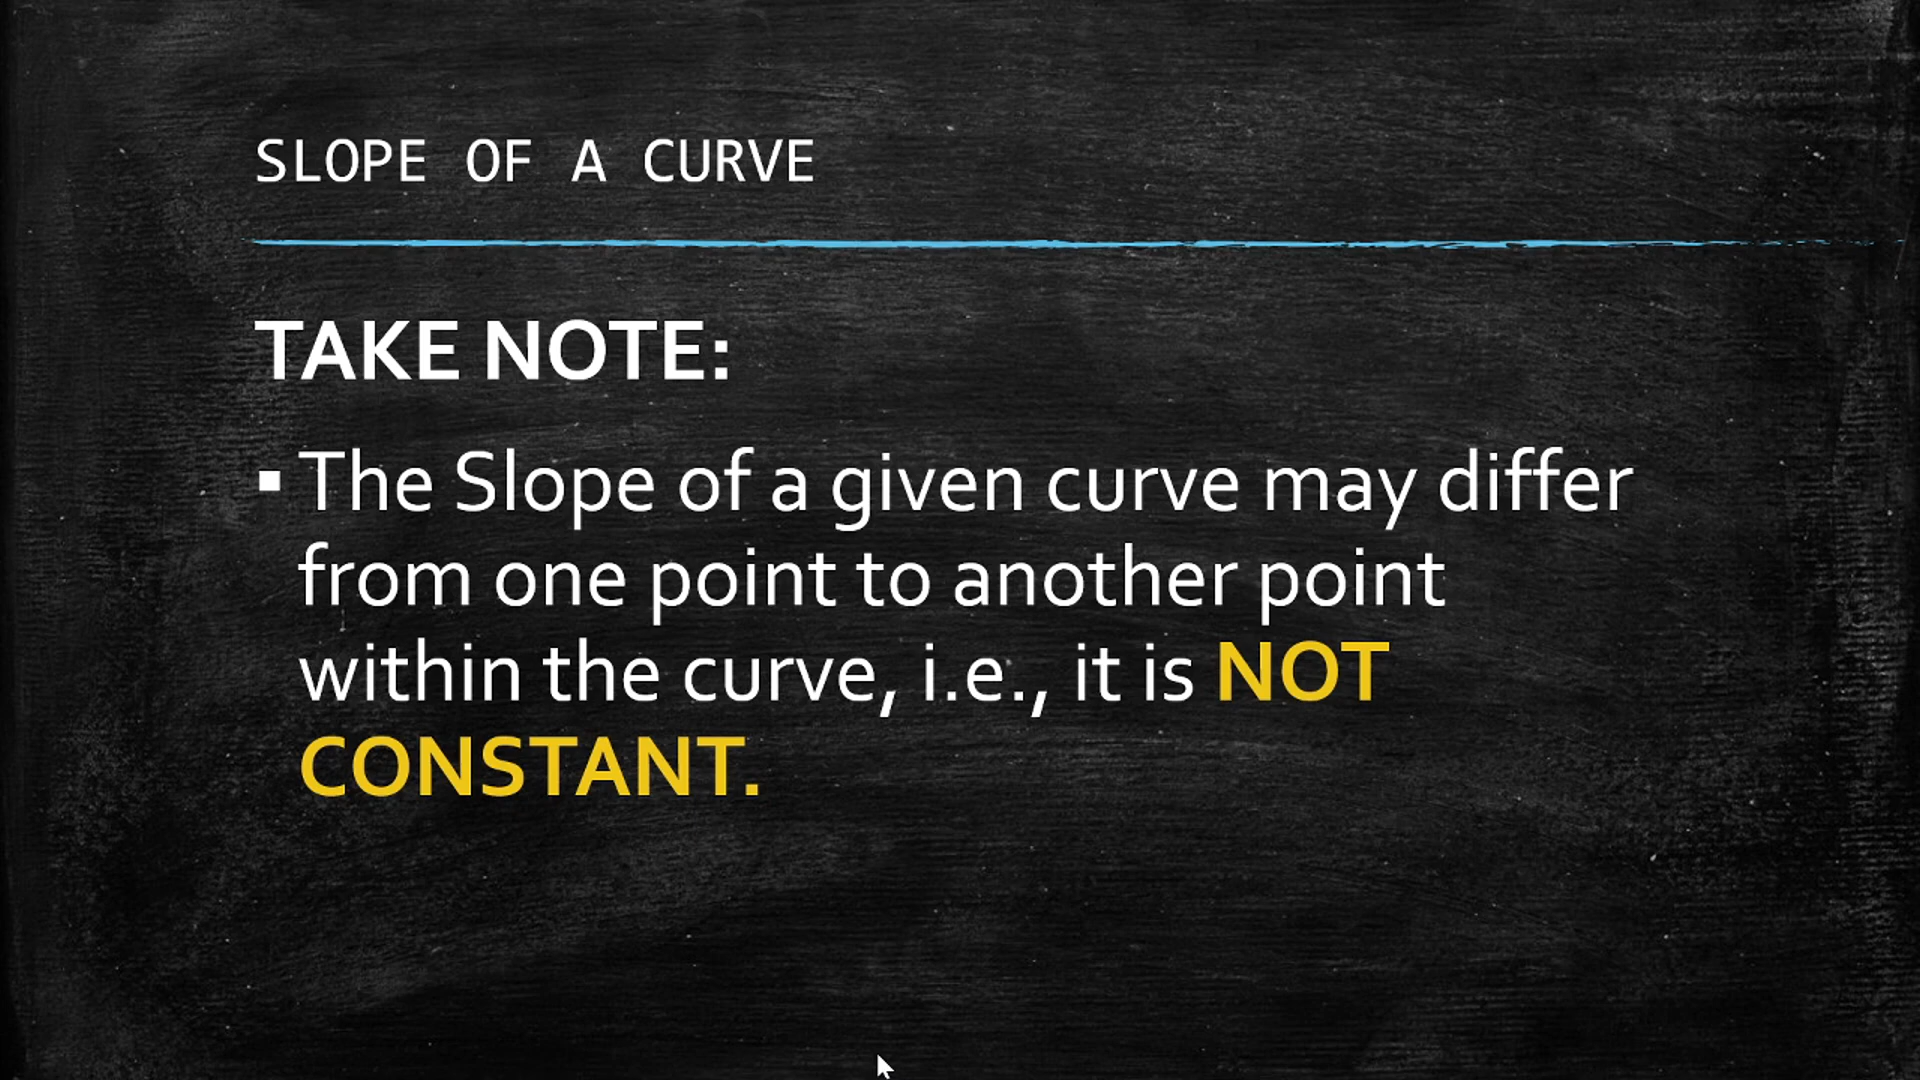 SLOPE OF A CURVE
TAKE NOTE:
▪ The Slope of a given curve may differ
from one point to another point
within the curve, i.e., it is NOT
CONSTANT.